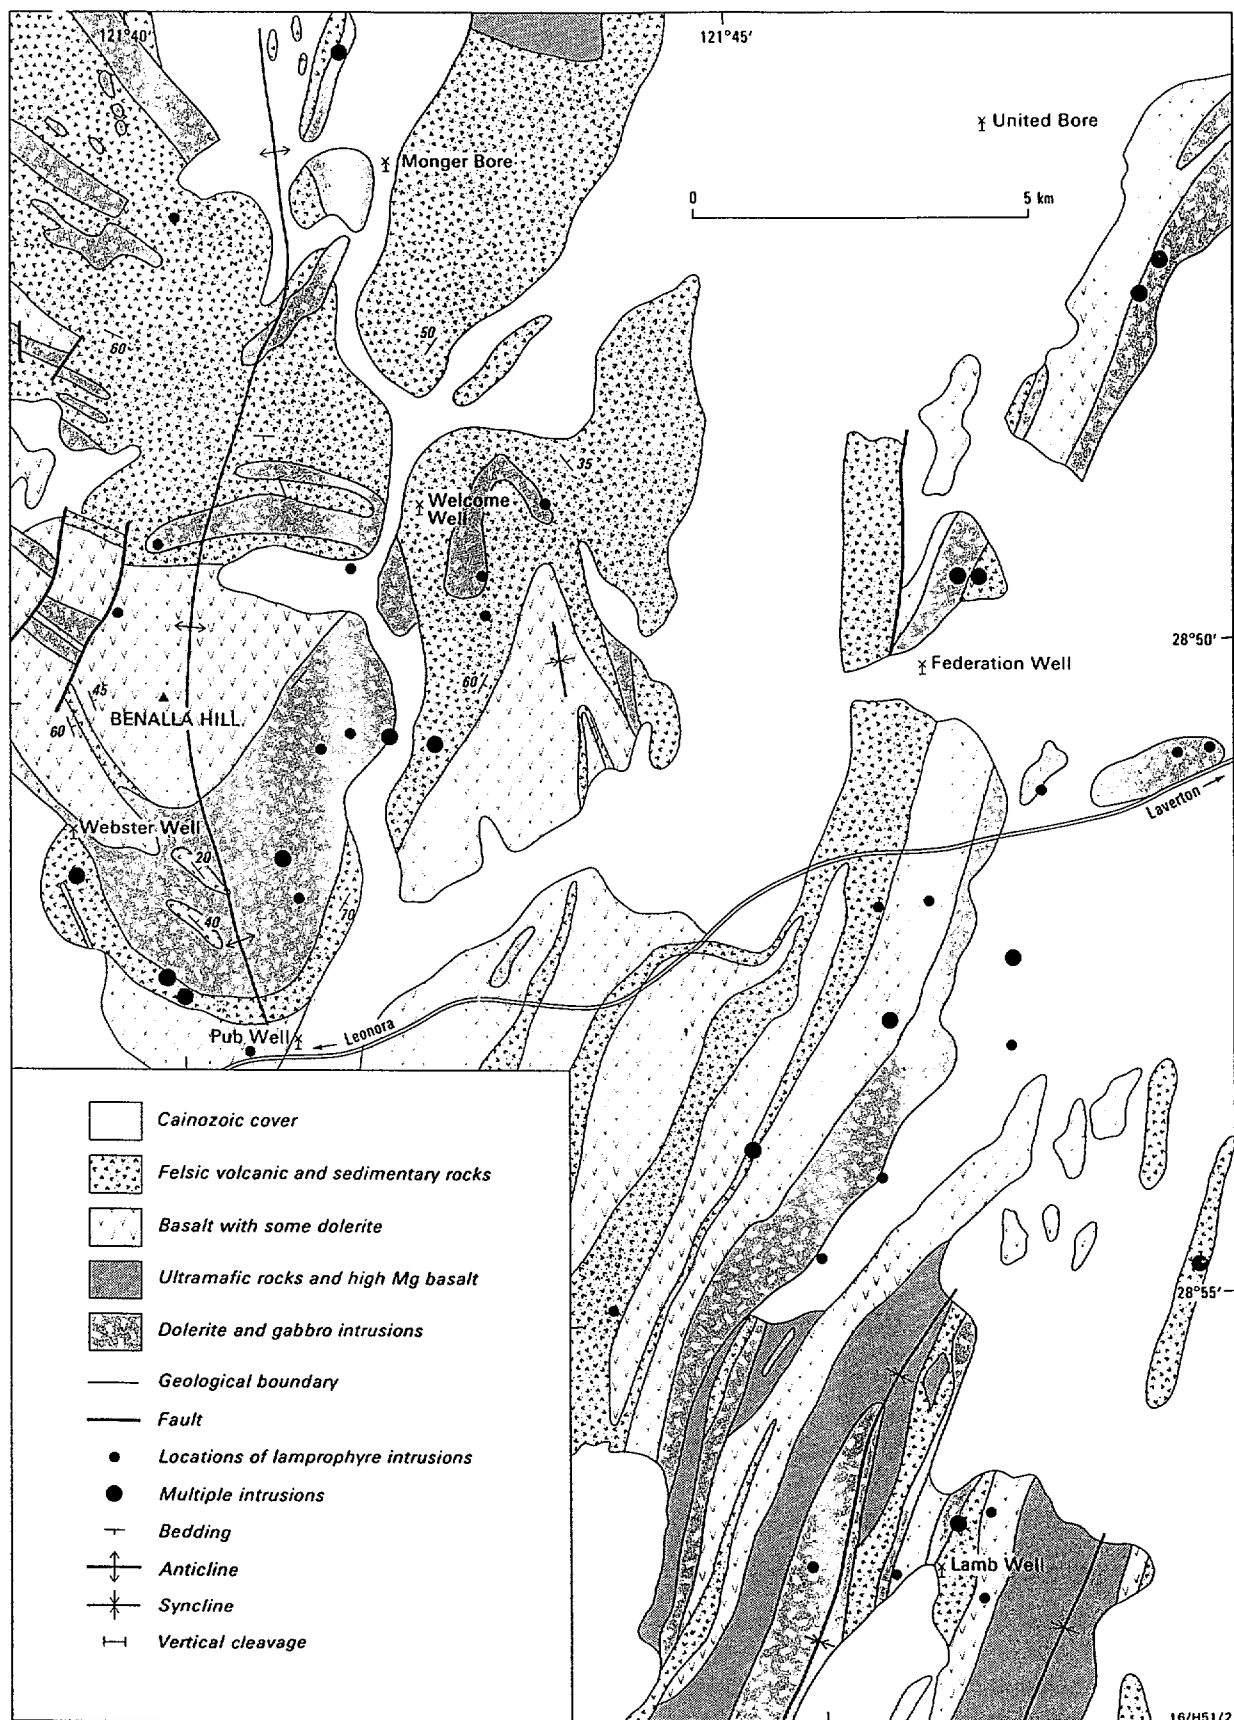 121°40′
121°45′
United Bore
Monger Bore
0
5 km
50
60
35
Welcome
Well
28°50′
Federation Well
60
45
BENALLA HILL
60
Laverton
Webster Well
20
70
40
Pub Well
Leonora
Cainozoic cover
Felsic volcanic and sedimentary rocks
Basalt with some dolerite
Ultramafic rocks and high Mg basalt
28°55′
Dolerite and gabbro intrusions
Geological boundary
Fault
Locations of lamprophyre intrusions
Multiple intrusions
Bedding
Anticline
Lamb Well
Syncline
Vertical cleavage